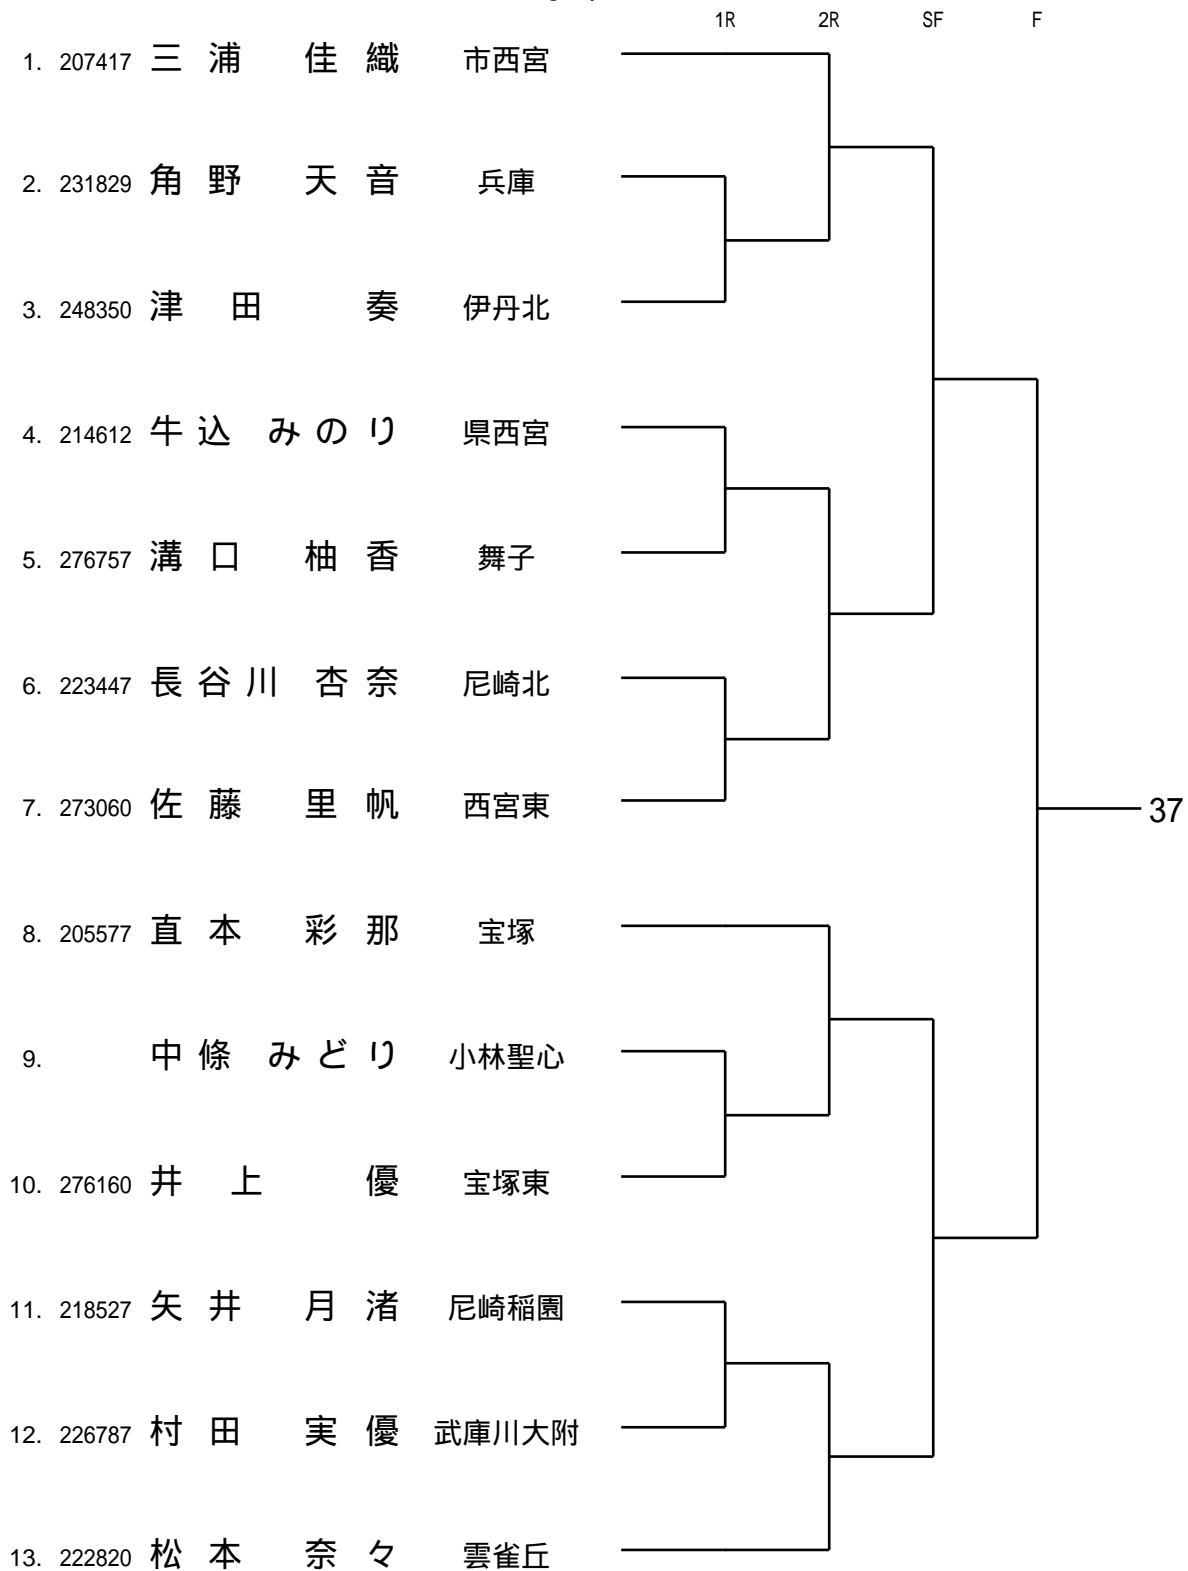 1R 2R SF F
1. 207417 三浦 佳織 市西宮
2. 231829 角野 天音 兵庫
3. 248350 津田 奏 伊丹北
4. 214612 牛込 みのり 県西宮
5. 276757 溝口 柚香 舞子
6. 223447 長谷川 杏奈 尼崎北
7. 273060 佐藤 里帆 西宮東
37
8. 205577 直本 彩那 宝塚
9. 中條 みどり 小林聖心
10. 276160 井上 優 宝塚東
11. 218527 矢井 月渚 尼崎稲園
12. 226787 村田 実優 武庫川大附
13. 222820 松本 奈々 雲雀丘